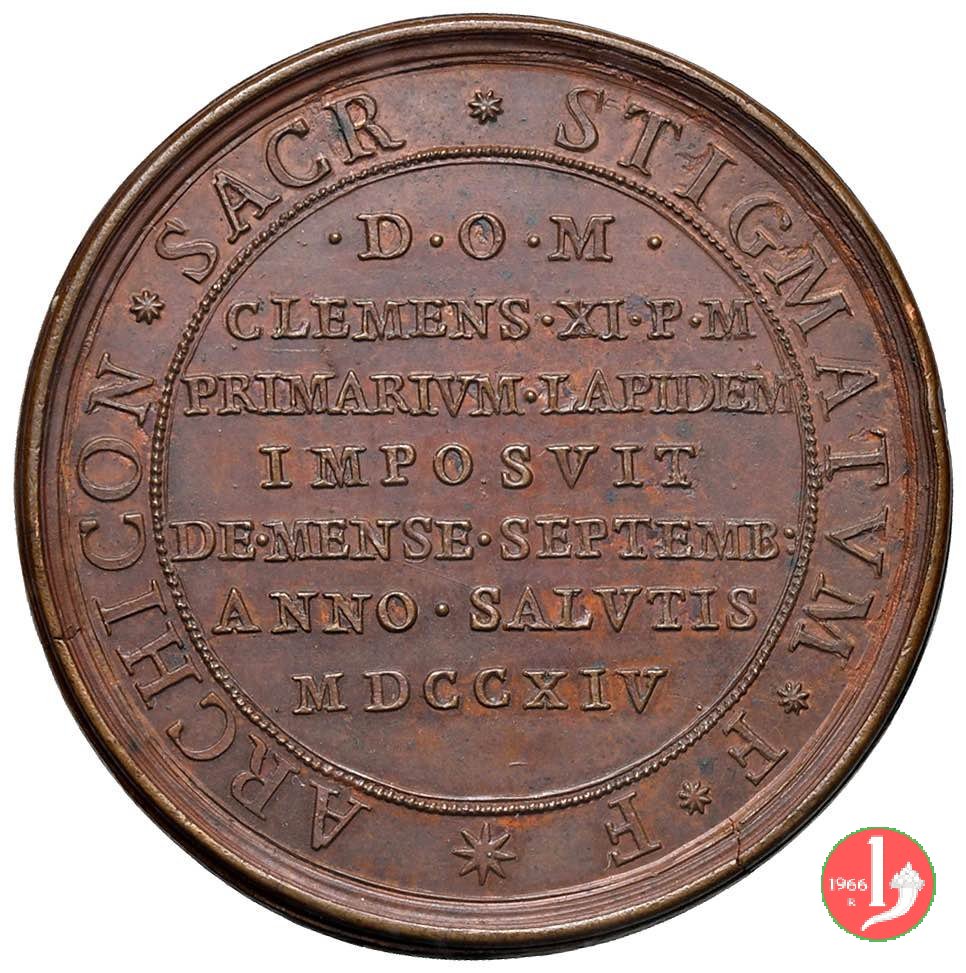 ARCHICON * SACR * STIGMATVM * F * F *
·D·O·M·
CLEMENS·XI·P·M
PRIMARIVM·LAPIDEM
IMPOSVIT
DE·MENSE·SEPTEMB:
ANNO·SALVTIS
MDCCXIV
1966
R